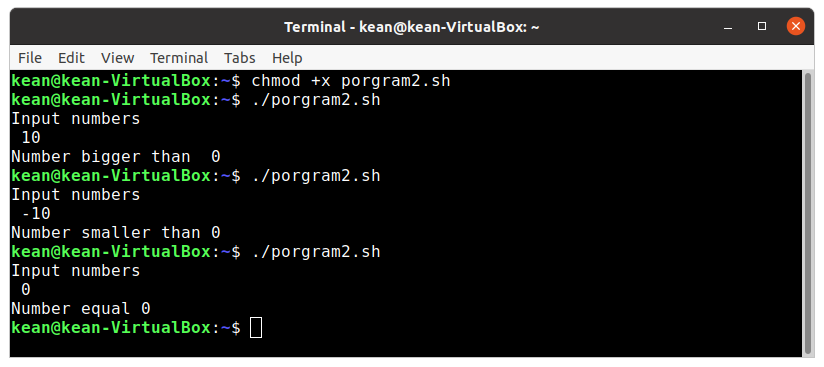 Terminal - kean@kean-VirtualBox: ~
File Edit View Terminal Tabs Help
kean@kean-VirtualBox:~$ chmod +x porgram2.sh
kean@kean-VirtualBox:~$ ./porgram2.sh
Input numbers
 10
Number bigger than  0
kean@kean-VirtualBox:~$ ./porgram2.sh
Input numbers
 -10
Number smaller than 0
kean@kean-VirtualBox:~$ ./porgram2.sh
Input numbers
 0
Number equal 0
kean@kean-VirtualBox:~$